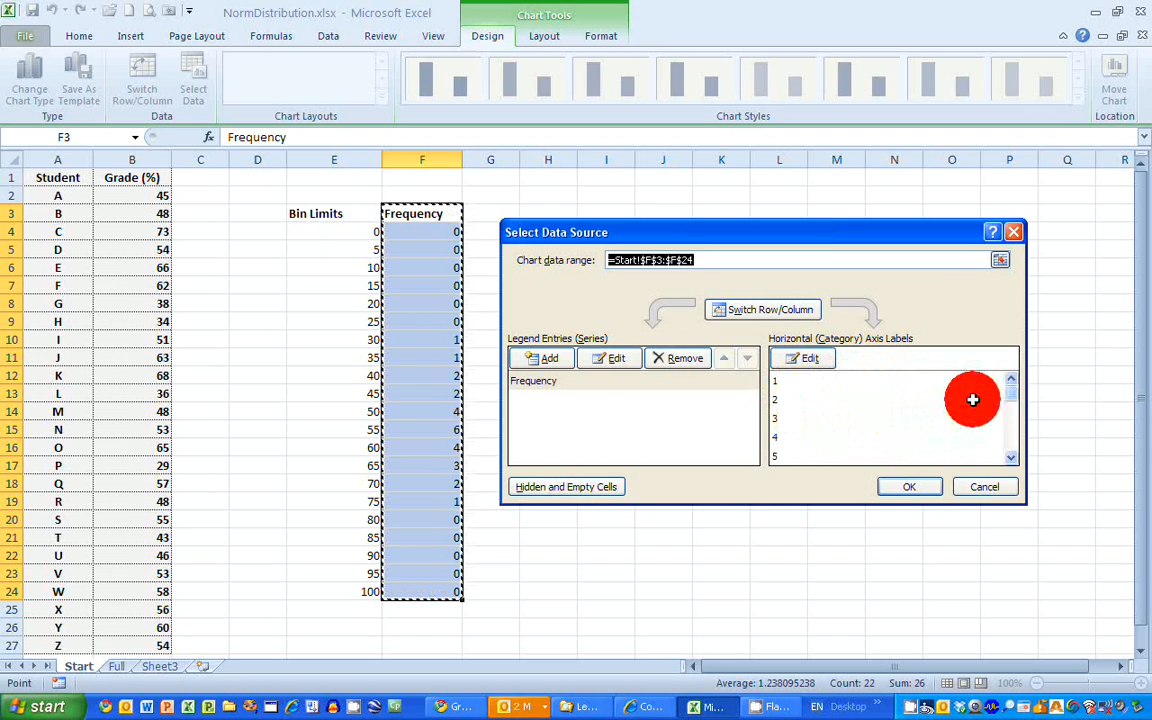 NormDistribution.xlsx - Microsoft Excel
Chart Tools
File Home Insert Page Layout Formulas Data Review View Design Layout Format
Change Chart Type
Save As Template
Switch Row/Column
Select Data
Move Chart
Type Data Chart Layouts Chart Styles Location
F3 fx Frequency
A B C D E F G H I J K L M N O P Q R
1 Student Grade (%)
2 A 45
3 B 48 Bin Limits Frequency
4 C 73 0 0
5 D 54 5 0
6 E 66 10 0
7 F 62 15 0
8 G 38 20 0
9 H 34 25 0
10 I 51 30 1
11 J 63 35 1
12 K 68 40 2
13 L 36 45 2
14 M 48 50 4
15 N 53 55 6
16 O 65 60 4
17 P 29 65 3
18 Q 57 70 2
19 R 48 75 1
20 S 55 80 0
21 T 43 85 0
22 U 46 90 0
23 V 53 95 0
24 W 58 100 0
25 X 56
26 Y 60
27 Z 54
Select Data Source
Chart data range: =Start!$F$3:$F$24
Switch Row/Column
Legend Entries (Series)
Add Edit Remove
Frequency
Horizontal (Category) Axis Labels
Edit
1
2
3
4
5
Hidden and Empty Cells OK Cancel
Start Full Sheet3
Point Average: 1.238095238 Count: 22 Sum: 26 100%
start 2 M Gr... Le... Co... Mi... Fla... EN Desktop